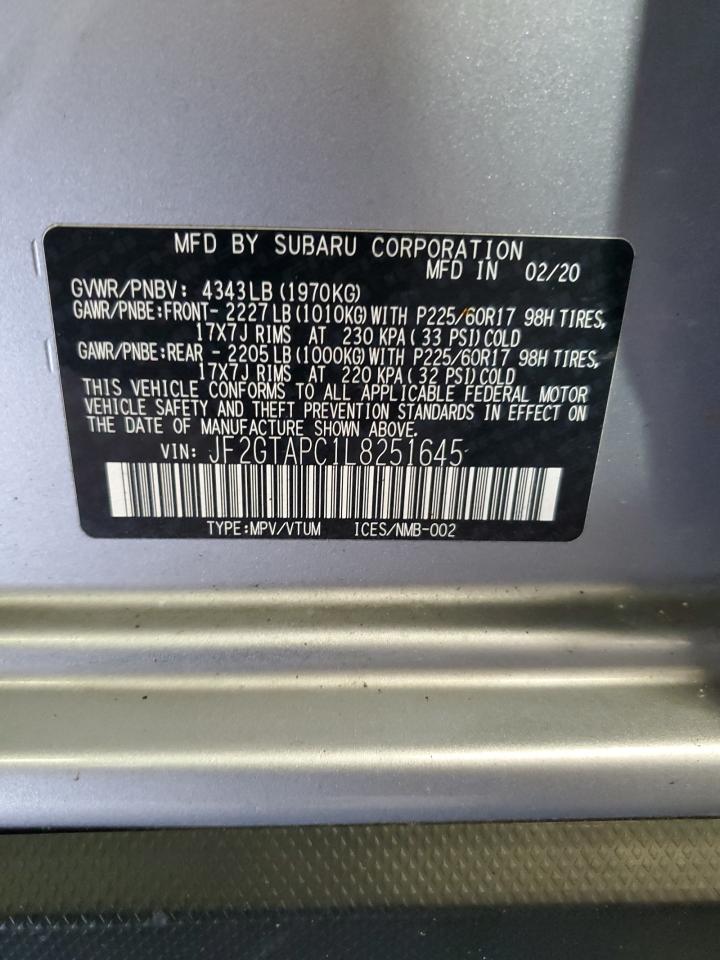 MFD BY SUBARU CORPORATION
MFD IN 02/20
GVWR/PNBV: 4343LB(1970KG)
GAWR/PNBE:FRONT- 2227LB(1010KG)WITH P225/60R17 98H TIRES,
17X7J RIMS AT 230 KPA( 33 PSI)COLD
GAWR/PNBE:REAR - 2205LB(1000KG)WITH P225/60R17 98H TIRES,
17X7J RIMS AT 220 KPA( 32 PSI)COLD
THIS VEHICLE CONFORMS TO ALL APPLICABLE FEDERAL MOTOR
VEHICLE SAFETY AND THEFT PREVENTION STANDARDS IN EFFECT ON
THE DATE OF MANUFACTURE SHOWN ABOVE.
VIN: JF2GTAPC1L8251645
TYPE:MPV/VTUM ICES/NMB-002